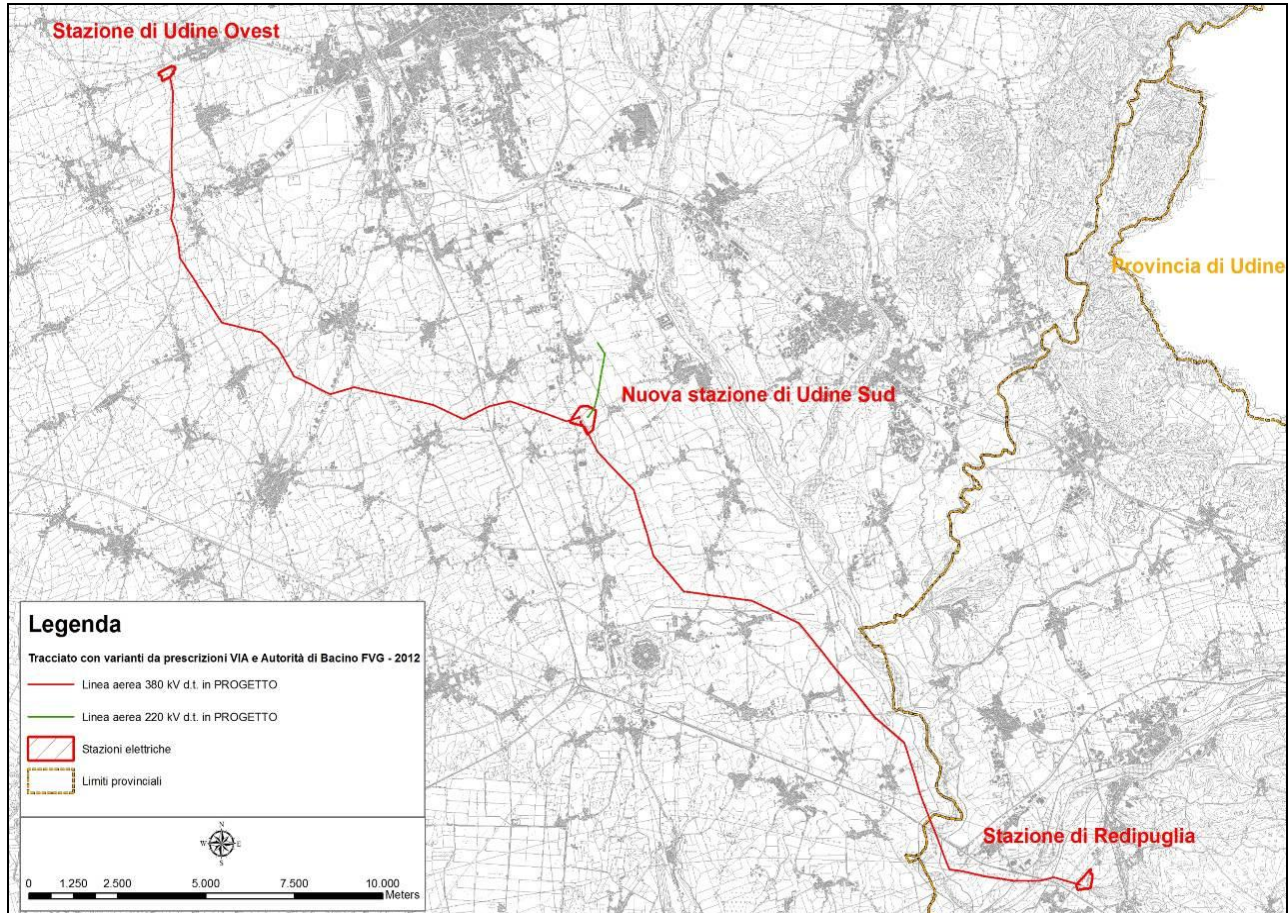 Stazione di Udine Ovest
Provincia di Udine
Nuova stazione di Udine Sud
Stazione di Redipuglia
Legenda
Tracciato con varianti da prescrizioni VIA e Autorità di Bacino FVG - 2012
Linea aerea 380 kV d.t. in PROGETTO
Linea aerea 220 kV d.t. in PROGETTO
Stazioni elettriche
Limiti provinciali
N
W E
S
0 1.250 2.500 5.000 7.500 10.000
Meters